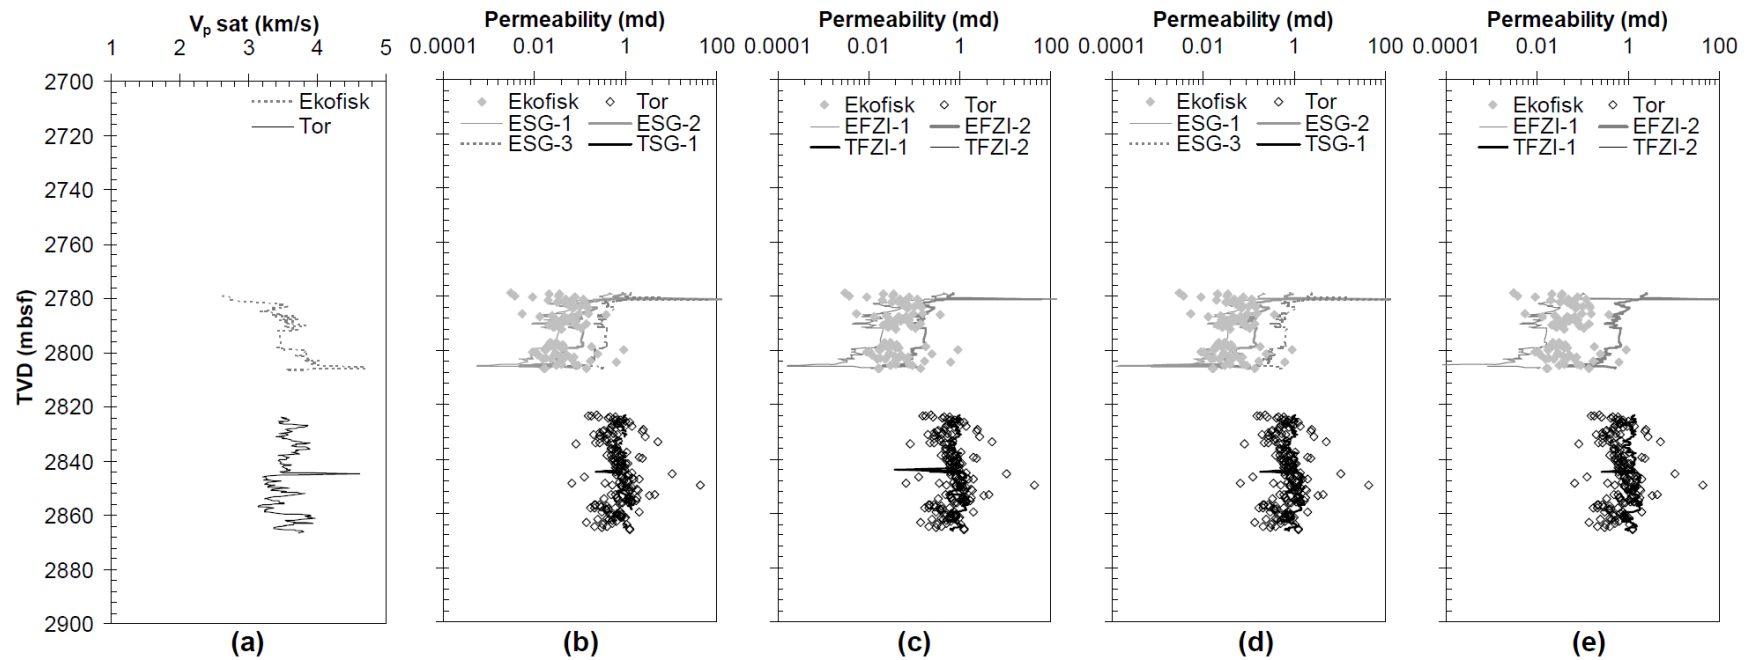 Vp sat (km/s) Permeability (md) Permeability (md) Permeability (md) Permeability (md)
1 2 3 4 5 0.0001 0.01 1 100 0.0001 0.01 1 100 0.0001 0.01 1 100 0.0001 0.01 1 100
TVD (mbsf)
2700
2720
2740
2760
2780
2800
2820
2840
2860
2880
2900
Ekofisk
Tor
Ekofisk Tor
ESG-1 ESG-2
ESG-3 TSG-1
Ekofisk Tor
EFZI-1 EFZI-2
TFZI-1 TFZI-2
Ekofisk Tor
ESG-1 ESG-2
ESG-3 TSG-1
Ekofisk Tor
EFZI-1 EFZI-2
TFZI-1 TFZI-2
(a) (b) (c) (d) (e)